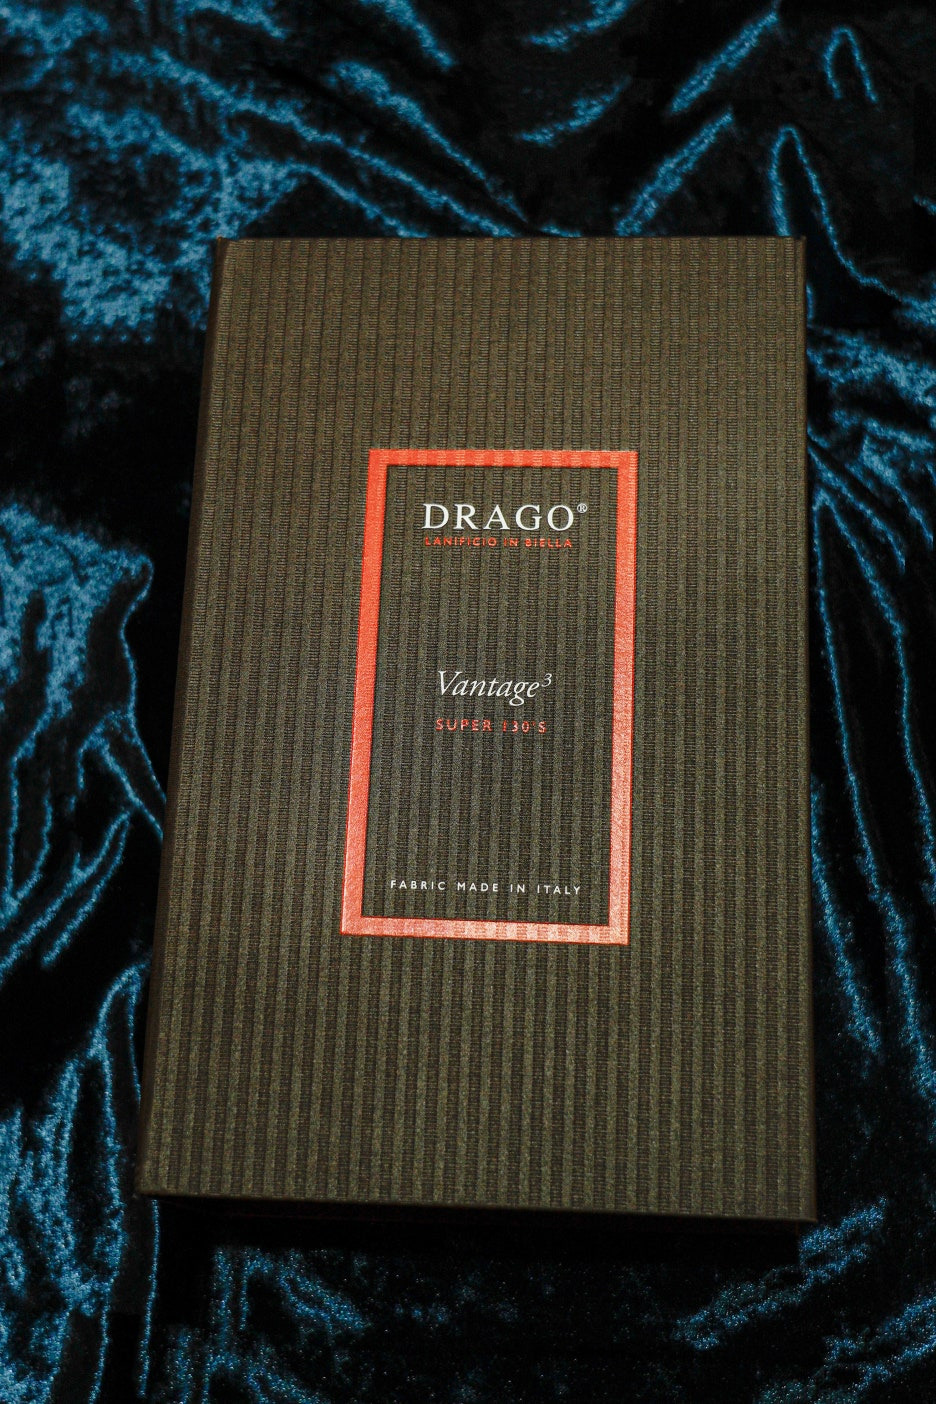 DRAGO®
LANIFICIO IN BIELLA
Vantage³
SUPER 130'S
FABRIC MADE IN ITALY